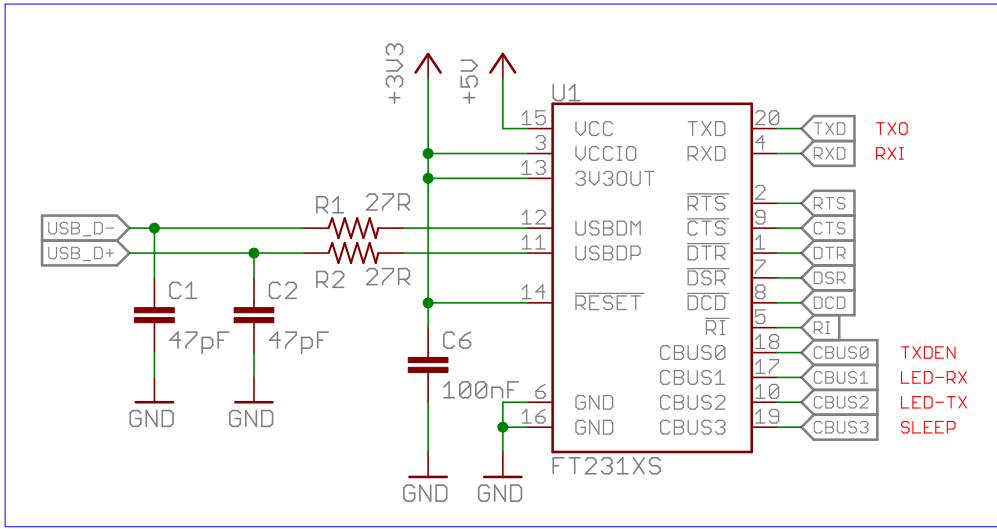 +3V3
+5V
U1
15 VCC TXD 20 TXD TXO
3 VCCIO RXD 4 RXD RXI
13 3V3OUT
R1 27R
RTS 2 RTS
USB_D- 12 USBDM CTS 9 CTS
USB_D+ 11 USBDP DTR 1 DTR
R2 27R
DSR 7 DSR
C1 C2 14 RESET DCD 8 DCD
RI 5 RI
47pF 47pF C6 CBUS0 18 CBUS0 TXDEN
CBUS1 17 CBUS1 LED-RX
100nF 6 GND CBUS2 10 CBUS2 LED-TX
GND GND 16 GND CBUS3 19 CBUS3 SLEEP
FT231XS
GND GND